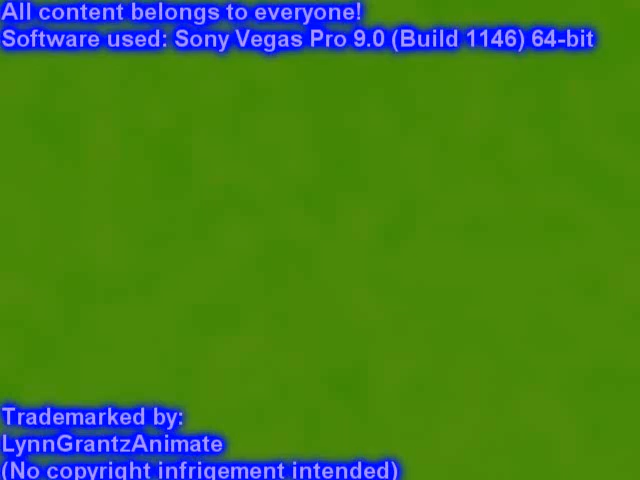 All content belongs to everyone!
Software used: Sony Vegas Pro 9.0 (Build 1146) 64-bit
Trademarked by:
LynnGrantzAnimate
(No copyright infrigement intended)